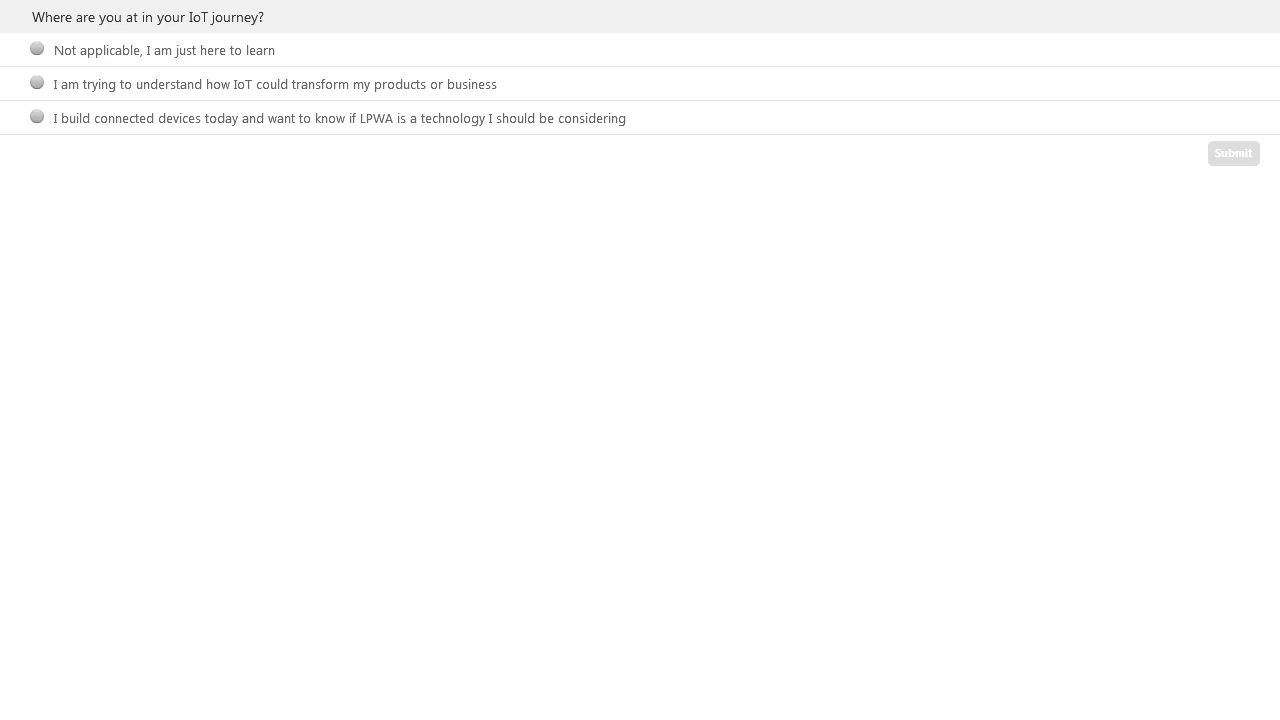 Where are you at in your IoT journey?
Not applicable, I am just here to learn
I am trying to understand how IoT could transform my products or business
I build connected devices today and want to know if LPWA is a technology I should be considering
Submit